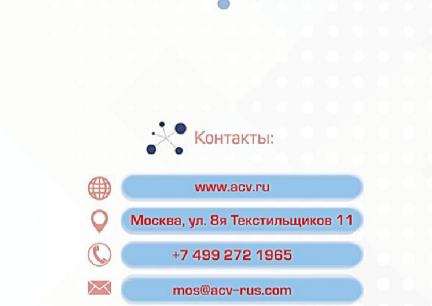 Контакты:
www.acv.ru
Москва, ул. 8я Текстильщиков 11
+7 499 272 1965
mos@acv-rus.com